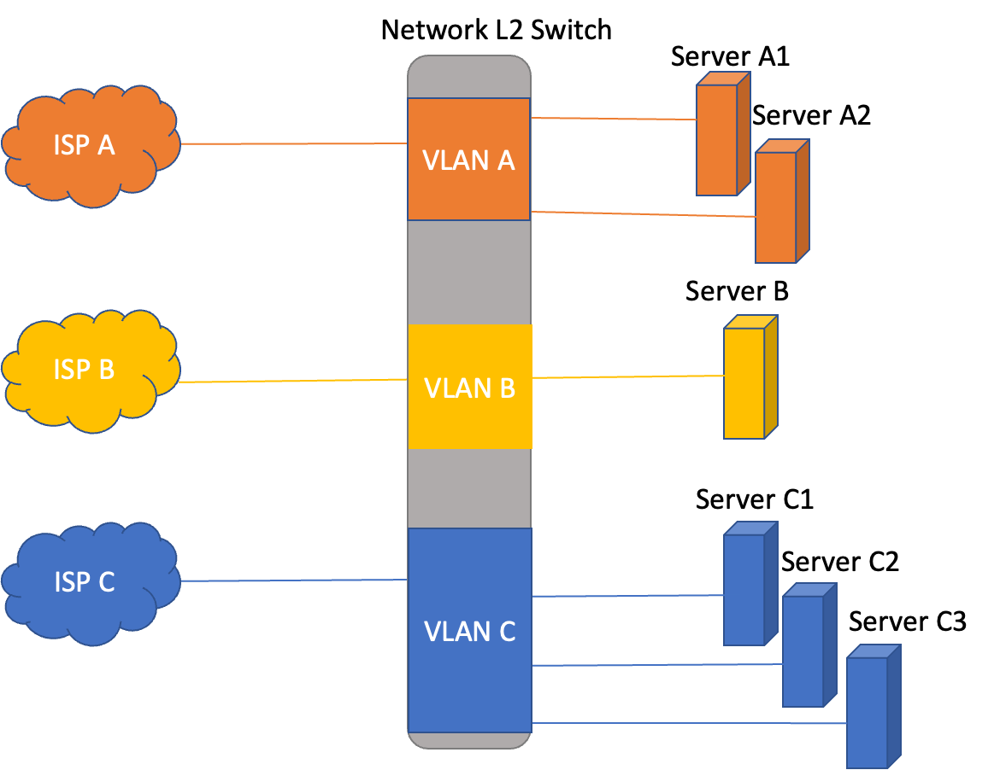 Network L2 Switch
Server A1
Server A2
ISP A
VLAN A
Server B
ISP B
VLAN B
Server C1
Server C2
ISP C
Server C3
VLAN C